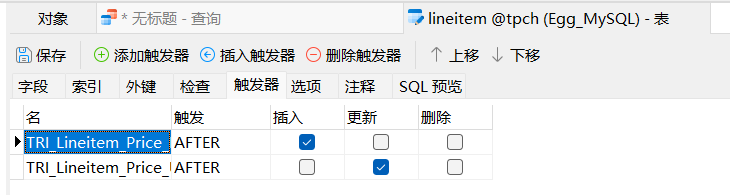 对象 * 无标题 - 查询 lineitem @tpch (Egg_MySQL) - 表
保存 添加触发器 插入触发器 删除触发器 上移 下移
字段 索引 外键 检查 触发器 选项 注释 SQL 预览
名 触发 插入 更新 删除
TRI_Lineitem_Price_ AFTER
TRI_Lineitem_Price_ AFTER